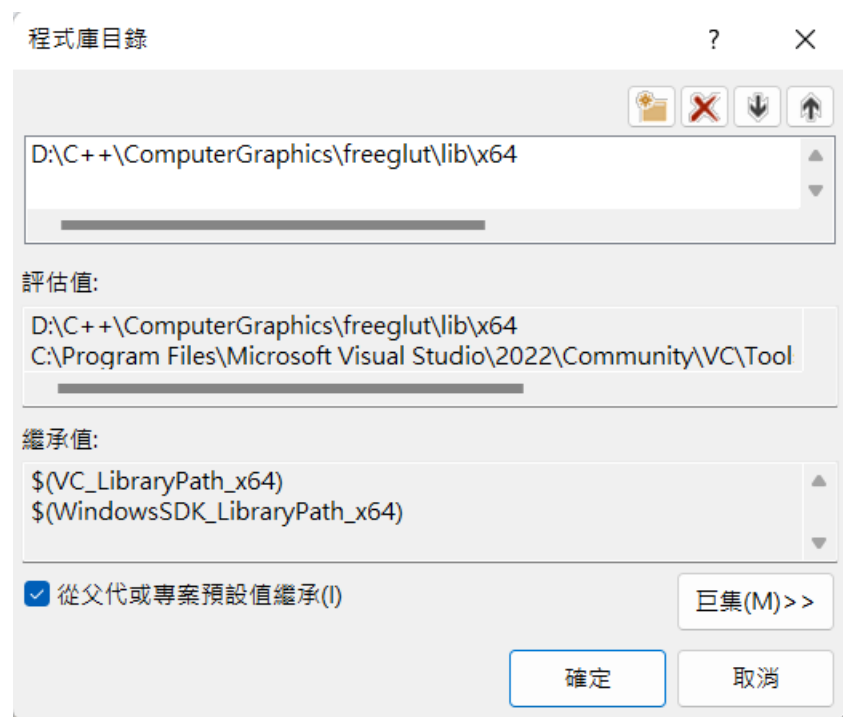 程式庫目錄
?
D:\C++\ComputerGraphics\freeglut\lib\x64
評估值:
D:\C++\ComputerGraphics\freeglut\lib\x64
C:\Program Files\Microsoft Visual Studio\2022\Community\VC\Tool
繼承值:
$(VC_LibraryPath_x64)
$(WindowsSDK_LibraryPath_x64)
從父代或專案預設值繼承(I)
巨集(M)>>
確定
取消